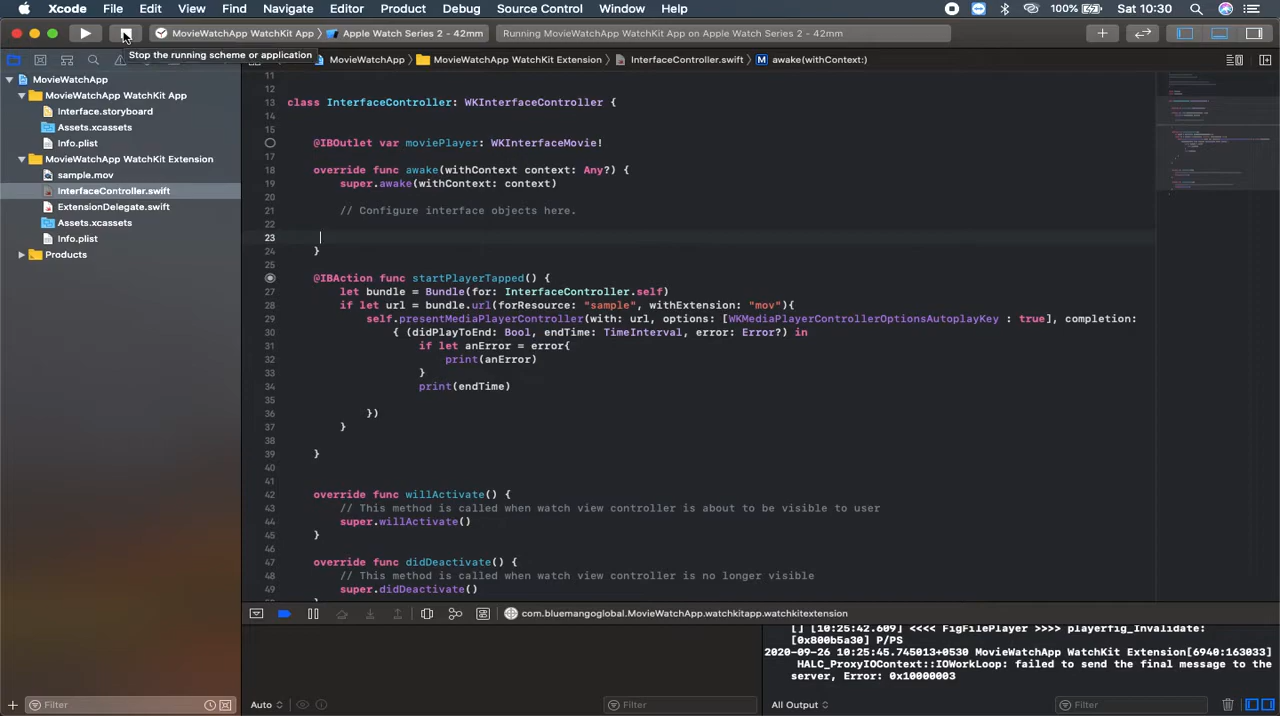 Xcode File Edit View Find Navigate Editor Product Debug Source Control Window Help 100% Sat 10:30
MovieWatchApp WatchKit App Apple Watch Series 2 - 42mm Running MovieWatchApp WatchKit App on Apple Watch Series 2 - 42mm
Stop the running scheme or application
MovieWatchApp MovieWatchApp WatchKit Extension InterfaceController.swift M awake(withContext:)
MovieWatchApp
MovieWatchApp WatchKit App
Interface.storyboard
Assets.xcassets
Info.plist
MovieWatchApp WatchKit Extension
sample.mov
InterfaceController.swift
ExtensionDelegate.swift
Assets.xcassets
Info.plist
Products
11
12
13 class InterfaceController: WKInterfaceController {
14
15
16 @IBOutlet var moviePlayer: WKInterfaceMovie!
17
18 override func awake(withContext context: Any?) {
19 super.awake(withContext: context)
20
21 // Configure interface objects here.
22
23
24 }
25
26 @IBAction func startPlayerTapped() {
27 let bundle = Bundle(for: InterfaceController.self)
28 if let url = bundle.url(forResource: "sample", withExtension: "mov"){
29 self.presentMediaPlayerController(with: url, options: [WKMediaPlayerControllerOptionsAutoplayKey : true], completion:
30 { (didPlayToEnd: Bool, endTime: TimeInterval, error: Error?) in
31 if let anError = error{
32 print(anError)
33 }
34 print(endTime)
35
36 })
37 }
38
39 }
40
41
42 override func willActivate() {
43 // This method is called when watch view controller is about to be visible to user
44 super.willActivate()
45 }
46
47 override func didDeactivate() {
48 // This method is called when watch view controller is no longer visible
49 super.didDeactivate()
com.bluemangoglobal.MovieWatchApp.watchkitapp.watchkitextension
[] [10:25:42.609] <<<< FigFilePlayer >>>> playerfig_Invalidate:
[0x800b5a30] P/PS
2020-09-26 10:25:45.745013+0530 MovieWatchApp WatchKit Extension[6940:163033]
HALC_ProxyIOContext::IOWorkLoop: failed to send the final message to the
server, Error: 0x10000003
Filter Auto Filter All Output Filter